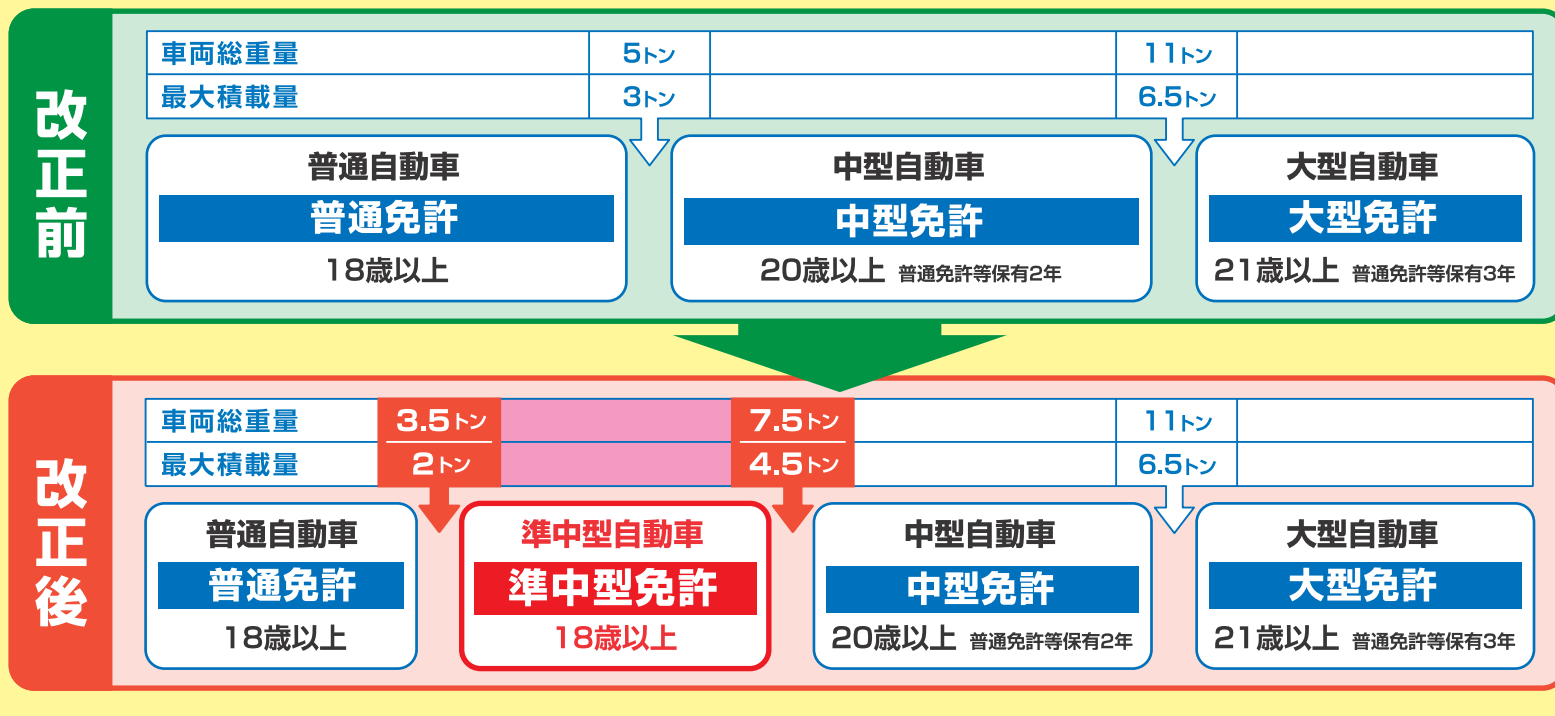 改正前
車両総重量 5トン 11トン
最大積載量 3トン 6.5トン
普通自動車
普通免許
18歳以上
中型自動車
中型免許
20歳以上 普通免許等保有2年
大型自動車
大型免許
21歳以上 普通免許等保有3年
改正後
車両総重量 3.5トン 7.5トン 11トン
最大積載量 2トン 4.5トン 6.5トン
普通自動車
普通免許
18歳以上
準中型自動車
準中型免許
18歳以上
中型自動車
中型免許
20歳以上 普通免許等保有2年
大型自動車
大型免許
21歳以上 普通免許等保有3年